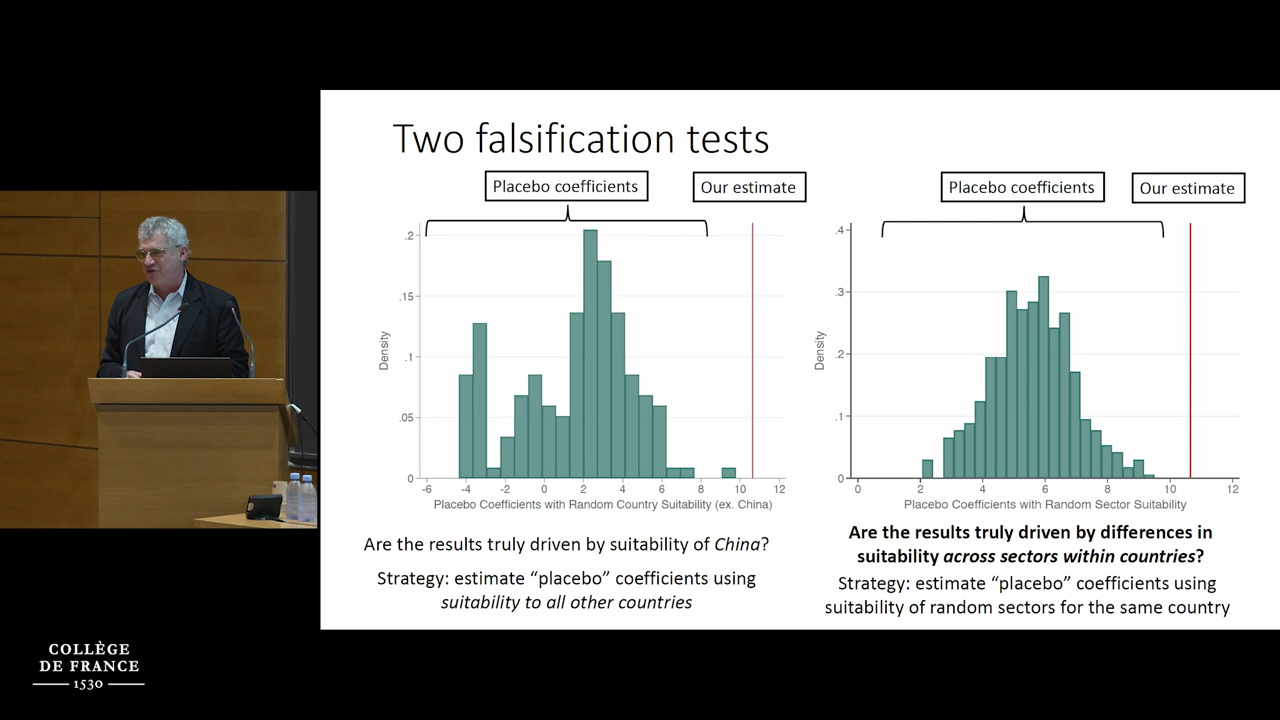 Two falsification tests
Placebo coefficients
Our estimate
.2
.15
.1
.05
0
Density
-6 -4 -2 0 2 4 6 8 10 12
Placebo Coefficients with Random Country Suitability (ex. China)
Are the results truly driven by suitability of China?
Strategy: estimate “placebo” coefficients using
suitability to all other countries
Placebo coefficients
Our estimate
.4
.3
.2
.1
0
Density
0 2 4 6 8 10 12
Placebo Coefficients with Random Sector Suitability
Are the results truly driven by differences in
suitability across sectors within countries?
Strategy: estimate “placebo” coefficients using
suitability of random sectors for the same country
COLLÈGE
DE FRANCE
1530